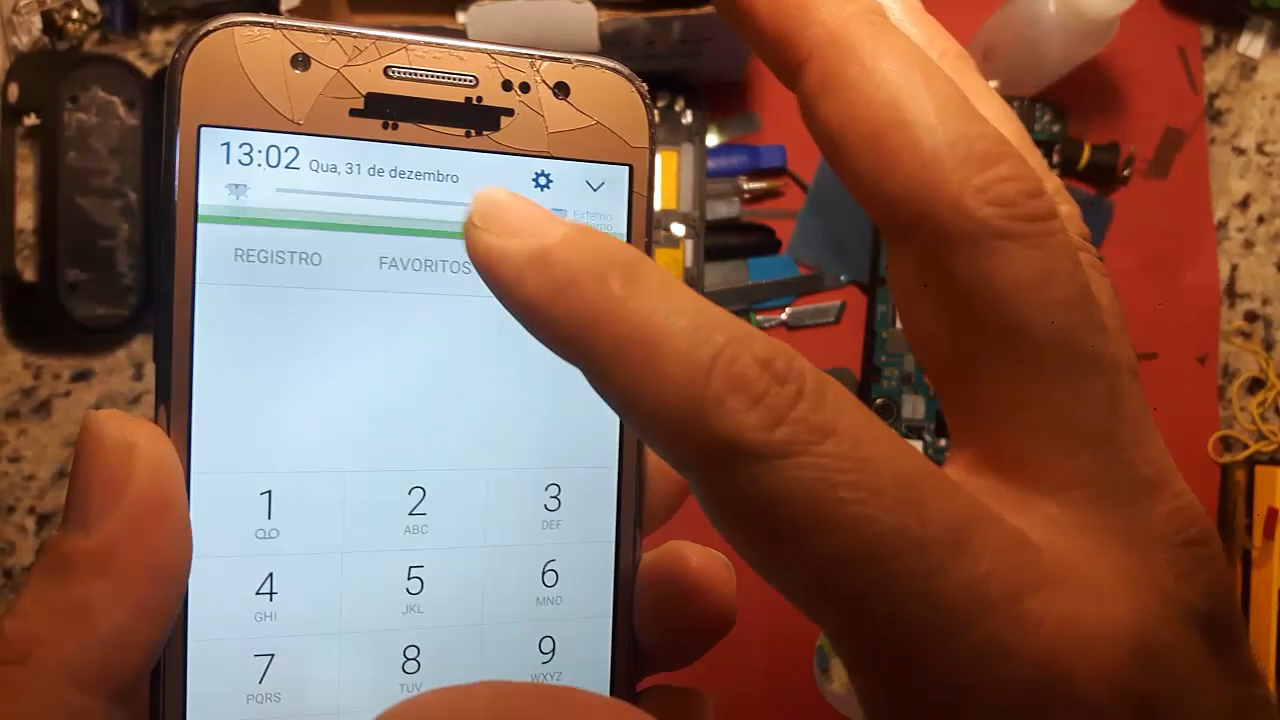 13:02 Qua, 31 de dezembro
Externo
REGISTRO FAVORITOS
1 2 3
ABC DEF
4 5 6
GHI JKL MNO
7 8 9
PQRS TUV WXYZ